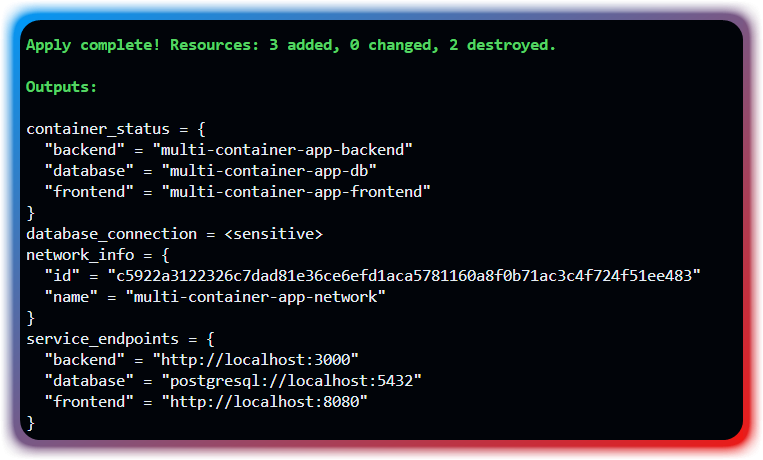 Apply complete! Resources: 3 added, 0 changed, 2 destroyed.
Outputs:
container_status = {
  "backend" = "multi-container-app-backend"
  "database" = "multi-container-app-db"
  "frontend" = "multi-container-app-frontend"
}
database_connection = <sensitive>
network_info = {
  "id" = "c5922a3122326c7dad81e36ce6efd1aca5781160a8f0b71ac3c4f724f51ee483"
  "name" = "multi-container-app-network"
}
service_endpoints = {
  "backend" = "http://localhost:3000"
  "database" = "postgresql://localhost:5432"
  "frontend" = "http://localhost:8080"
}